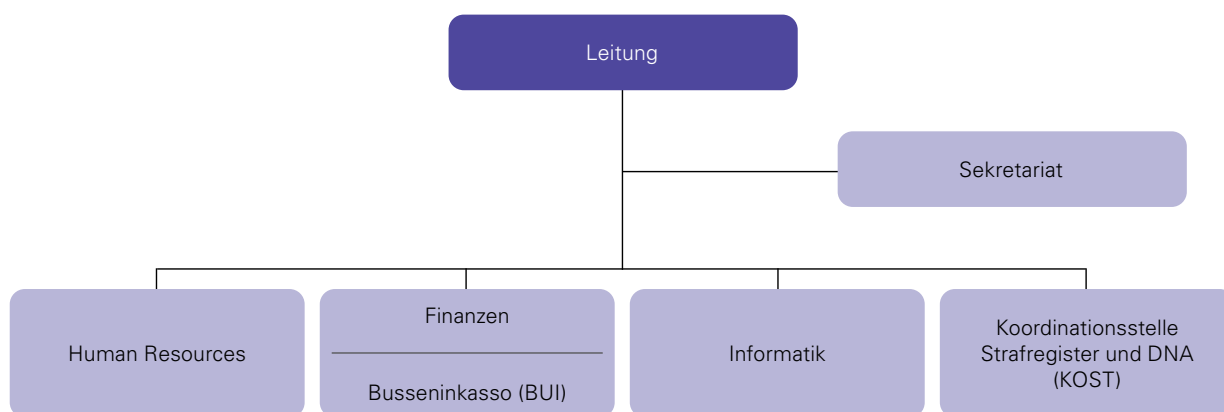 Leitung
Sekretariat
Human Resources
Finanzen
Busseninkasso (BUI)
Informatik
Koordinationsstelle
Strafregister und DNA
(KOST)